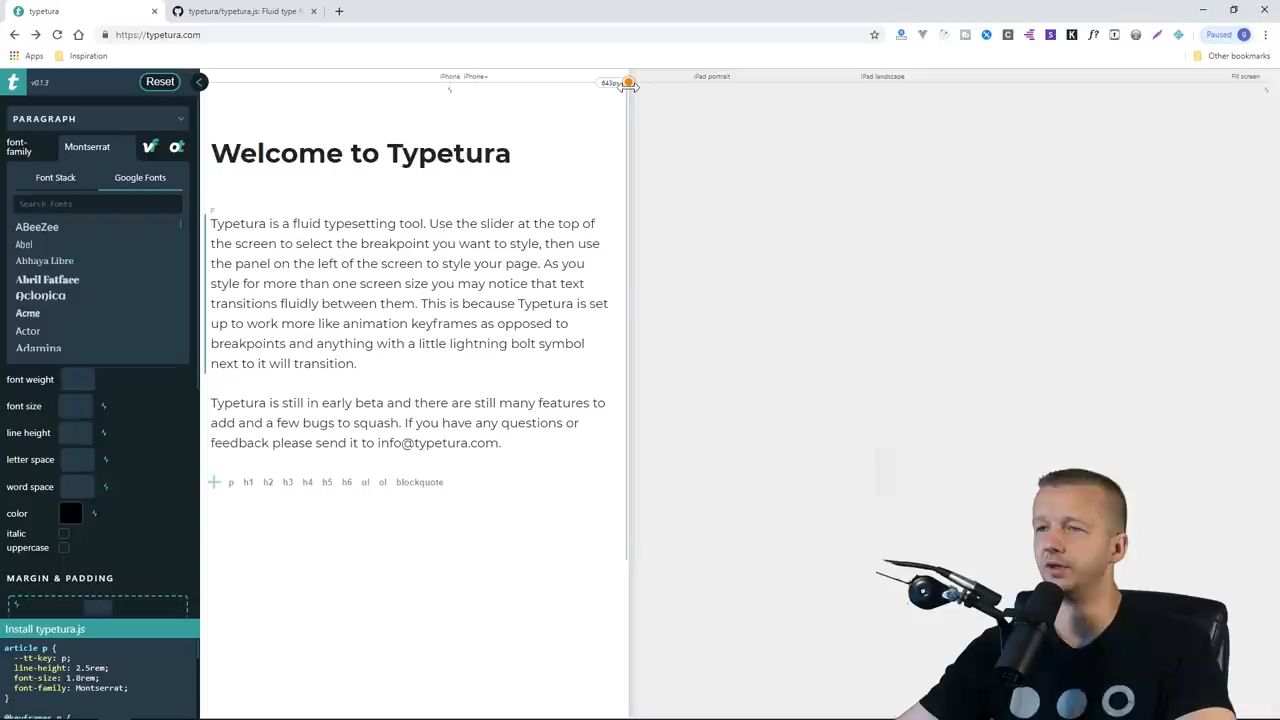 typetura
typetura/typetura.js: Fluid type
https://typetura.com
Paused
Apps
Inspiration
Other bookmarks
t
v0.1.3
Reset
iPhone
iPhone+
643px
iPad portrait
iPad landscape
Fill screen
PARAGRAPH
font-family
Montserrat
vf
ot
Font Stack
Google Fonts
Search Fonts
ABeeZee
Abel
Abhaya Libre
Abril Fatface
Aclonica
Acme
Actor
Adamina
font weight
font size
line height
letter space
word space
color
italic
uppercase
MARGIN & PADDING
Install typetura.js
article p {
--tt-key: p;
line-height: 2.5rem;
font-size: 1.8rem;
font-family: Montserrat;
}
@keyframes p {
Welcome to Typetura
p
Typetura is a fluid typesetting tool. Use the slider at the top of
the screen to select the breakpoint you want to style, then use
the panel on the left of the screen to style your page. As you
style for more than one screen size you may notice that text
transitions fluidly between them. This is because Typetura is set
up to work more like animation keyframes as opposed to
breakpoints and anything with a little lightning bolt symbol
next to it will transition.
Typetura is still in early beta and there are still many features to
add and a few bugs to squash. If you have any questions or
feedback please send it to info@typetura.com.
p h1 h2 h3 h4 h5 h6 ul ol blockquote